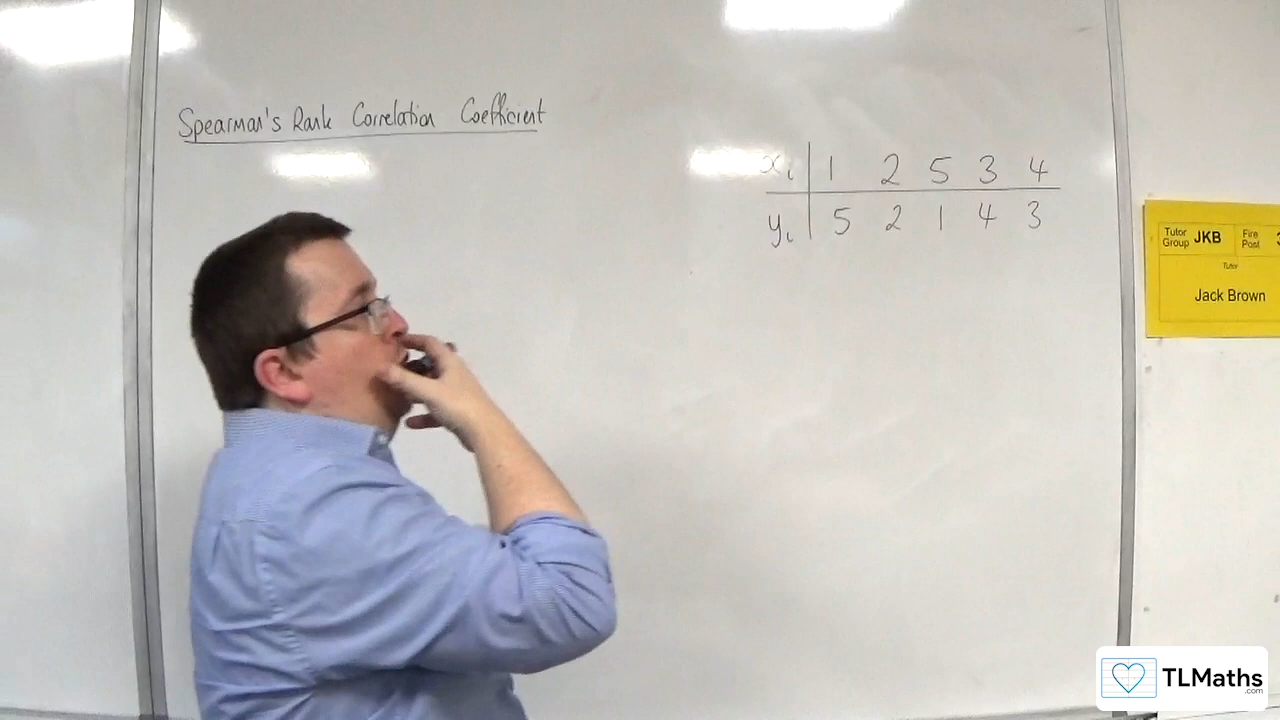 Spearman's Rank Correlation Coefficient
xi 1 2 5 3 4
yi 5 2 1 4 3
Tutor Group JKB Fire Post
Tutor
Jack Brown
TLMaths
.com